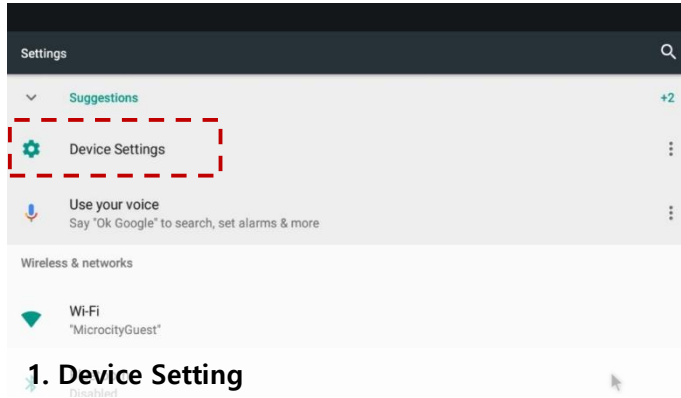 Settings
Suggestions
+2
Device Settings
Use your voice
Say "Ok Google" to search, set alarms & more
Wireless & networks
Wi-Fi
"MicrocityGuest"
1. Device Setting
Disabled